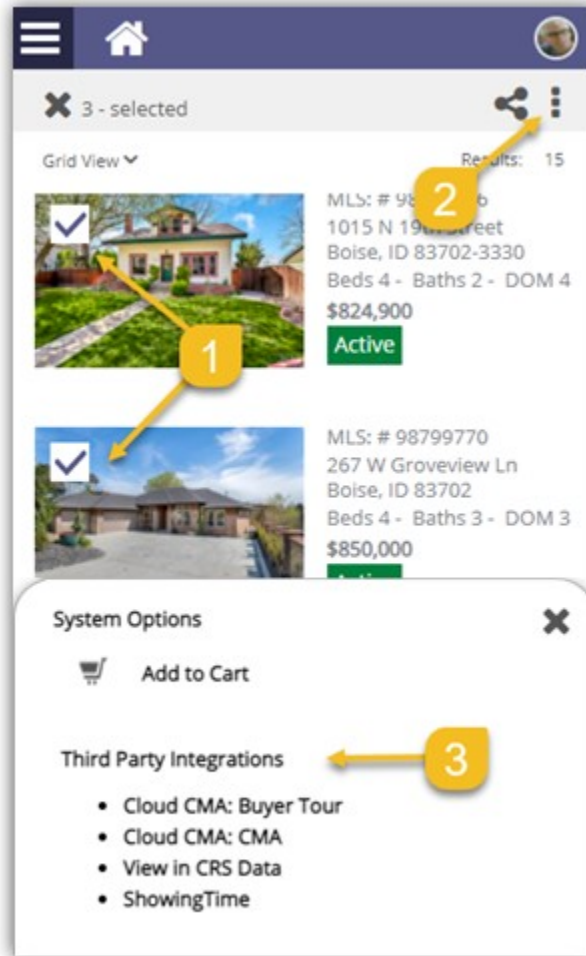 3 - selected
Grid View
Results: 15
2
MLS: # 98
1015 N 19th Street
Boise, ID 83702-3330
Beds 4 - Baths 2 - DOM 4
$824,900
Active
1
MLS: # 98799770
267 W Groveview Ln
Boise, ID 83702
Beds 4 - Baths 3 - DOM 3
$850,000
Active
System Options
Add to Cart
Third Party Integrations
3
• Cloud CMA: Buyer Tour
• Cloud CMA: CMA
• View in CRS Data
• ShowingTime